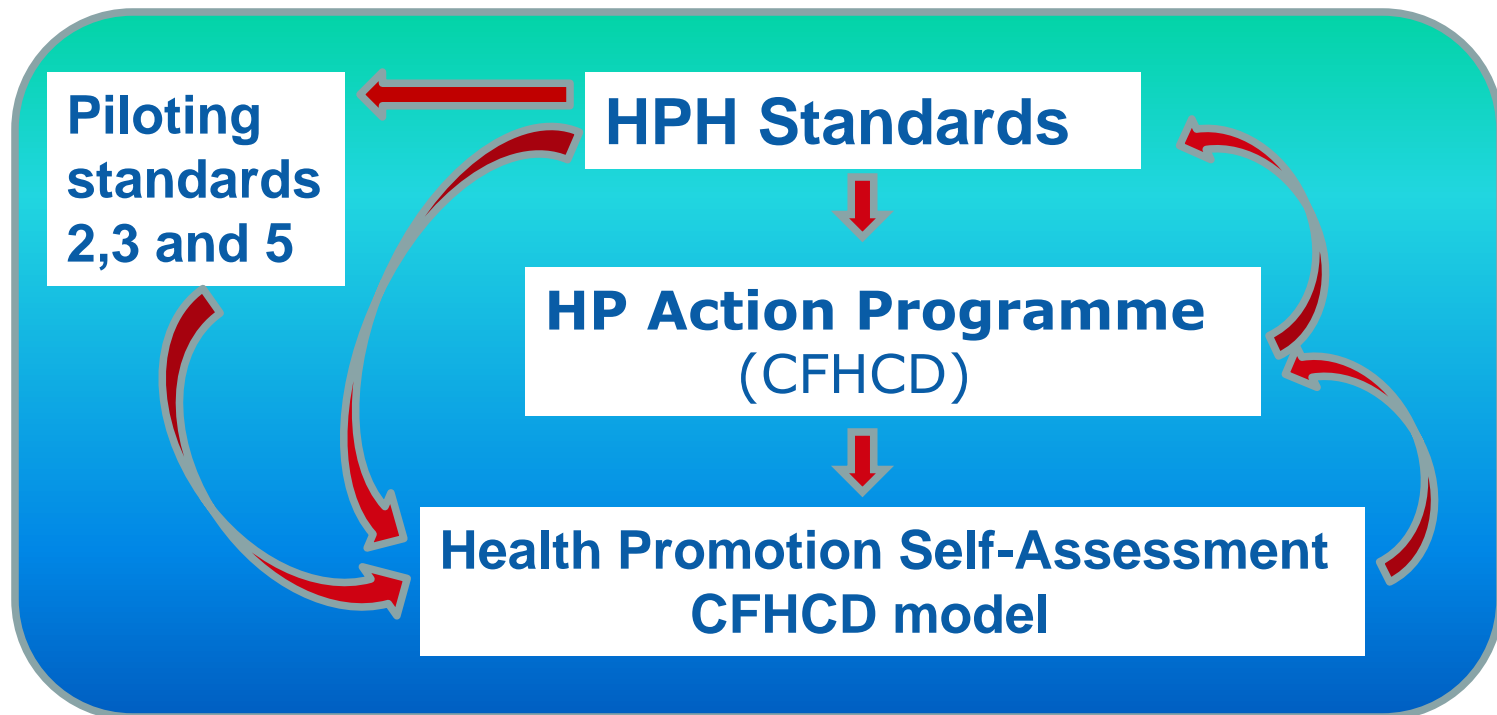 Piloting
standards
2,3 and 5
HPH Standards
HP Action Programme
(CFHCD)
Health Promotion Self-Assessment
CFHCD model